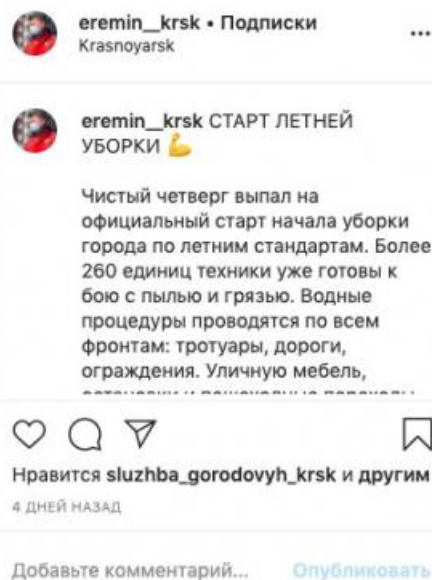 eremin__krsk • Подписки
Krasnoyarsk
eremin__krsk СТАРТ ЛЕТНЕЙ
УБОРКИ 💪
Чистый четверг выпал на
официальный старт начала уборки
города по летним стандартам. Более
260 единиц техники уже готовы к
бою с пылью и грязью. Водные
процедуры проводятся по всем
фронтам: тротуары, дороги,
ограждения. Уличную мебель,
Нравится sluzhba_gorodovyh_krsk и другим
4 ДНЕЙ НАЗАД
Добавьте комментарий... Опубликовать